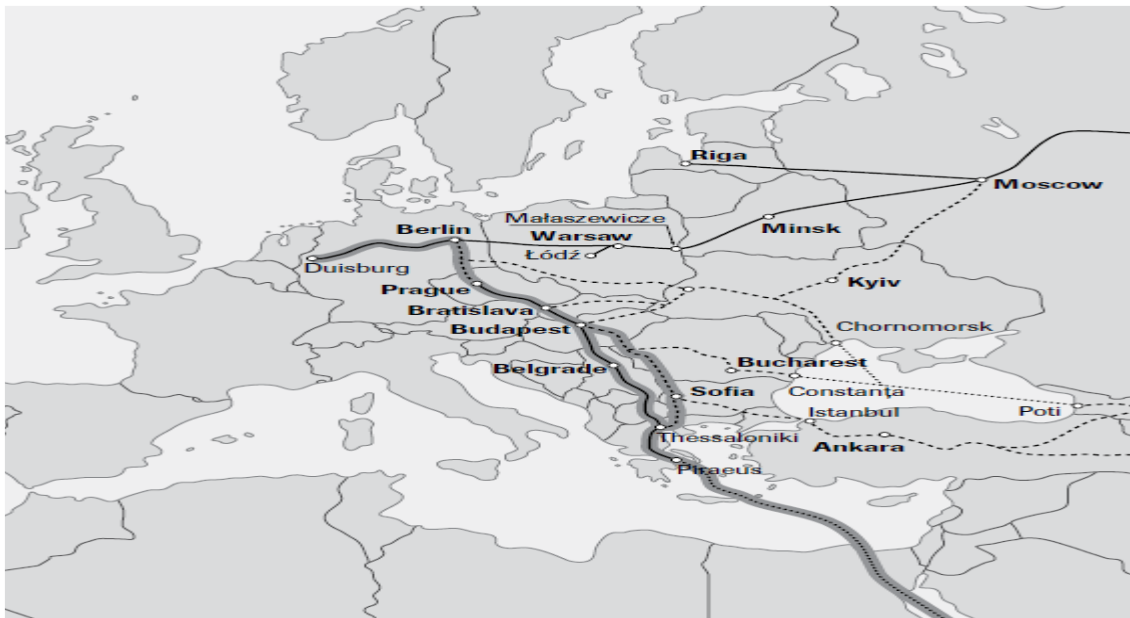 Riga
Moscow
Małaszewicze
Minsk
Berlin
Warsaw
Łódź
Duisburg
Kyiv
Prague
Bratislava
Budapest
Chornomorsk
Belgrade
Bucharest
Sofia
Constanţa
Istanbul
Poti
Thessaloniki
Ankara
Piraeus